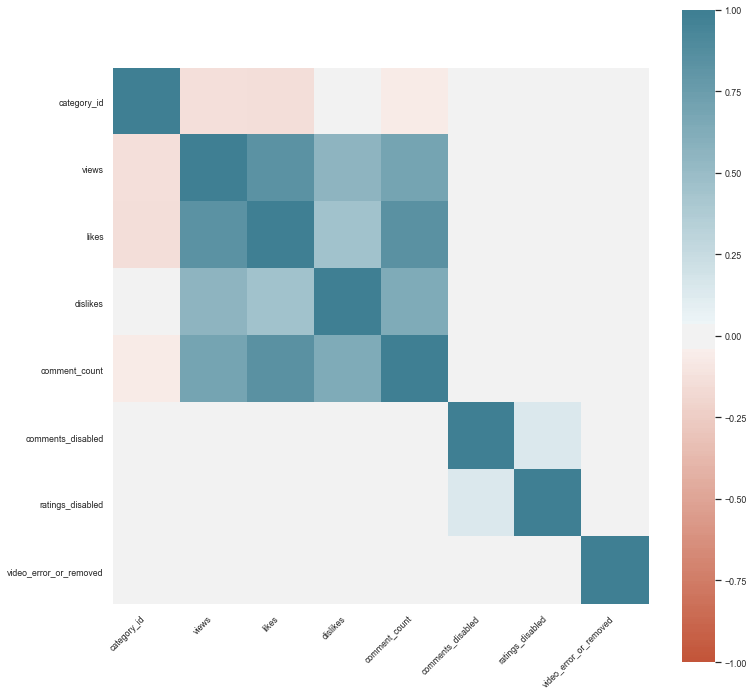 category_id
views
likes
dislikes
comment_count
comments_disabled
ratings_disabled
video_error_or_removed
category_id
views
likes
dislikes
comment_count
comments_disabled
ratings_disabled
video_error_or_removed
1.00
0.75
0.50
0.25
0.00
−0.25
−0.50
−0.75
−1.00